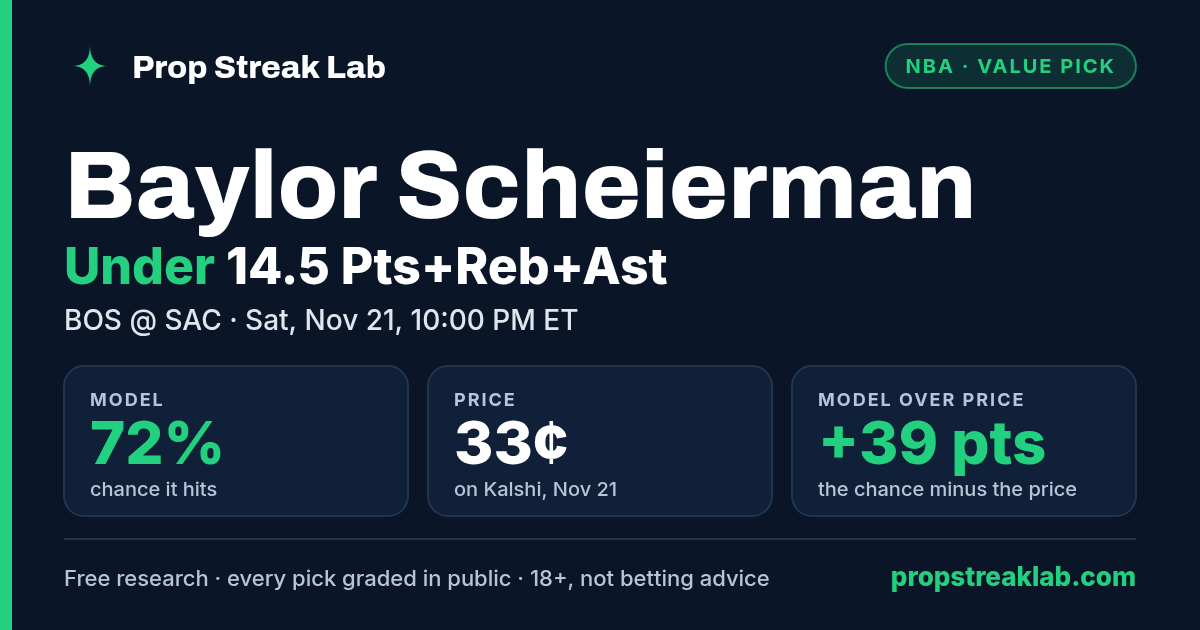 Prop Streak Lab
NBA · VALUE PICK
Baylor Scheierman
Under 14.5 Pts+Reb+Ast
BOS @ SAC · Sat, Nov 21, 10:00 PM ET
MODEL
72%
chance it hits
PRICE
33¢
on Kalshi, Nov 21
MODEL OVER PRICE
+39 pts
the chance minus the price
Free research · every pick graded in public · 18+, not betting advice
propstreaklab.com